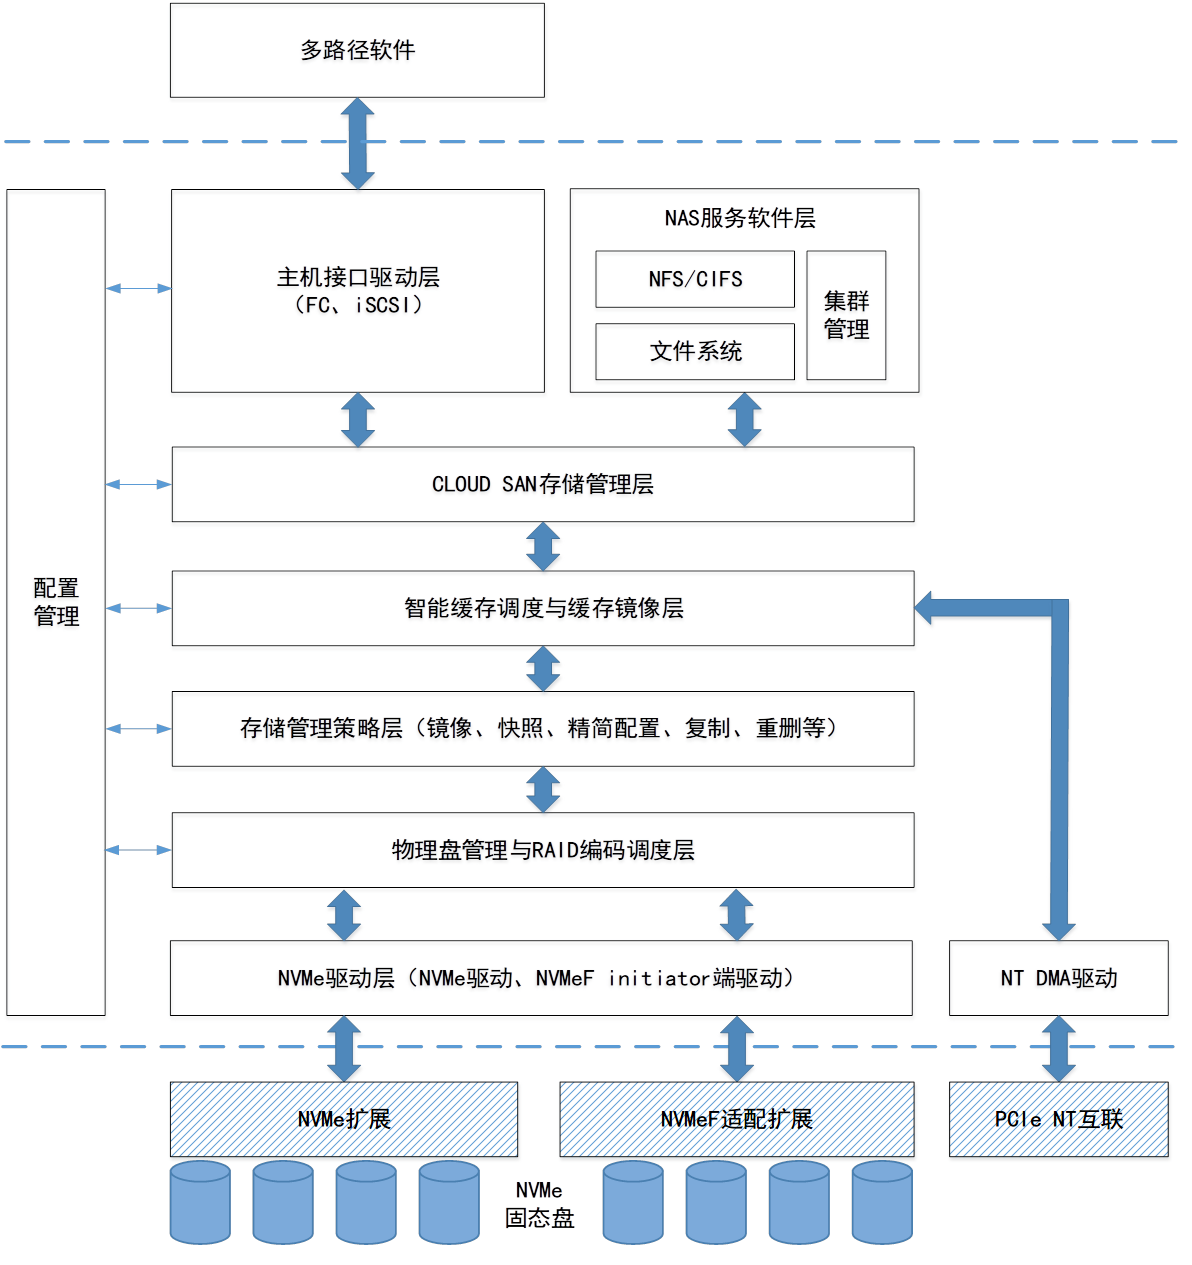 多路径软件
主机接口驱动层
（FC、iSCSI）
NAS服务软件层
NFS/CIFS
文件系统
集群
管理
CLOUD SAN存储管理层
配置
管理
智能缓存调度与缓存镜像层
存储管理策略层（镜像、快照、精简配置、复制、重删等）
物理盘管理与RAID编码调度层
NVMe驱动层（NVMe驱动、NVMeF initiator端驱动）
NT DMA驱动
NVMe扩展
NVMeF适配扩展
PCIe NT互联
NVMe
固态盘